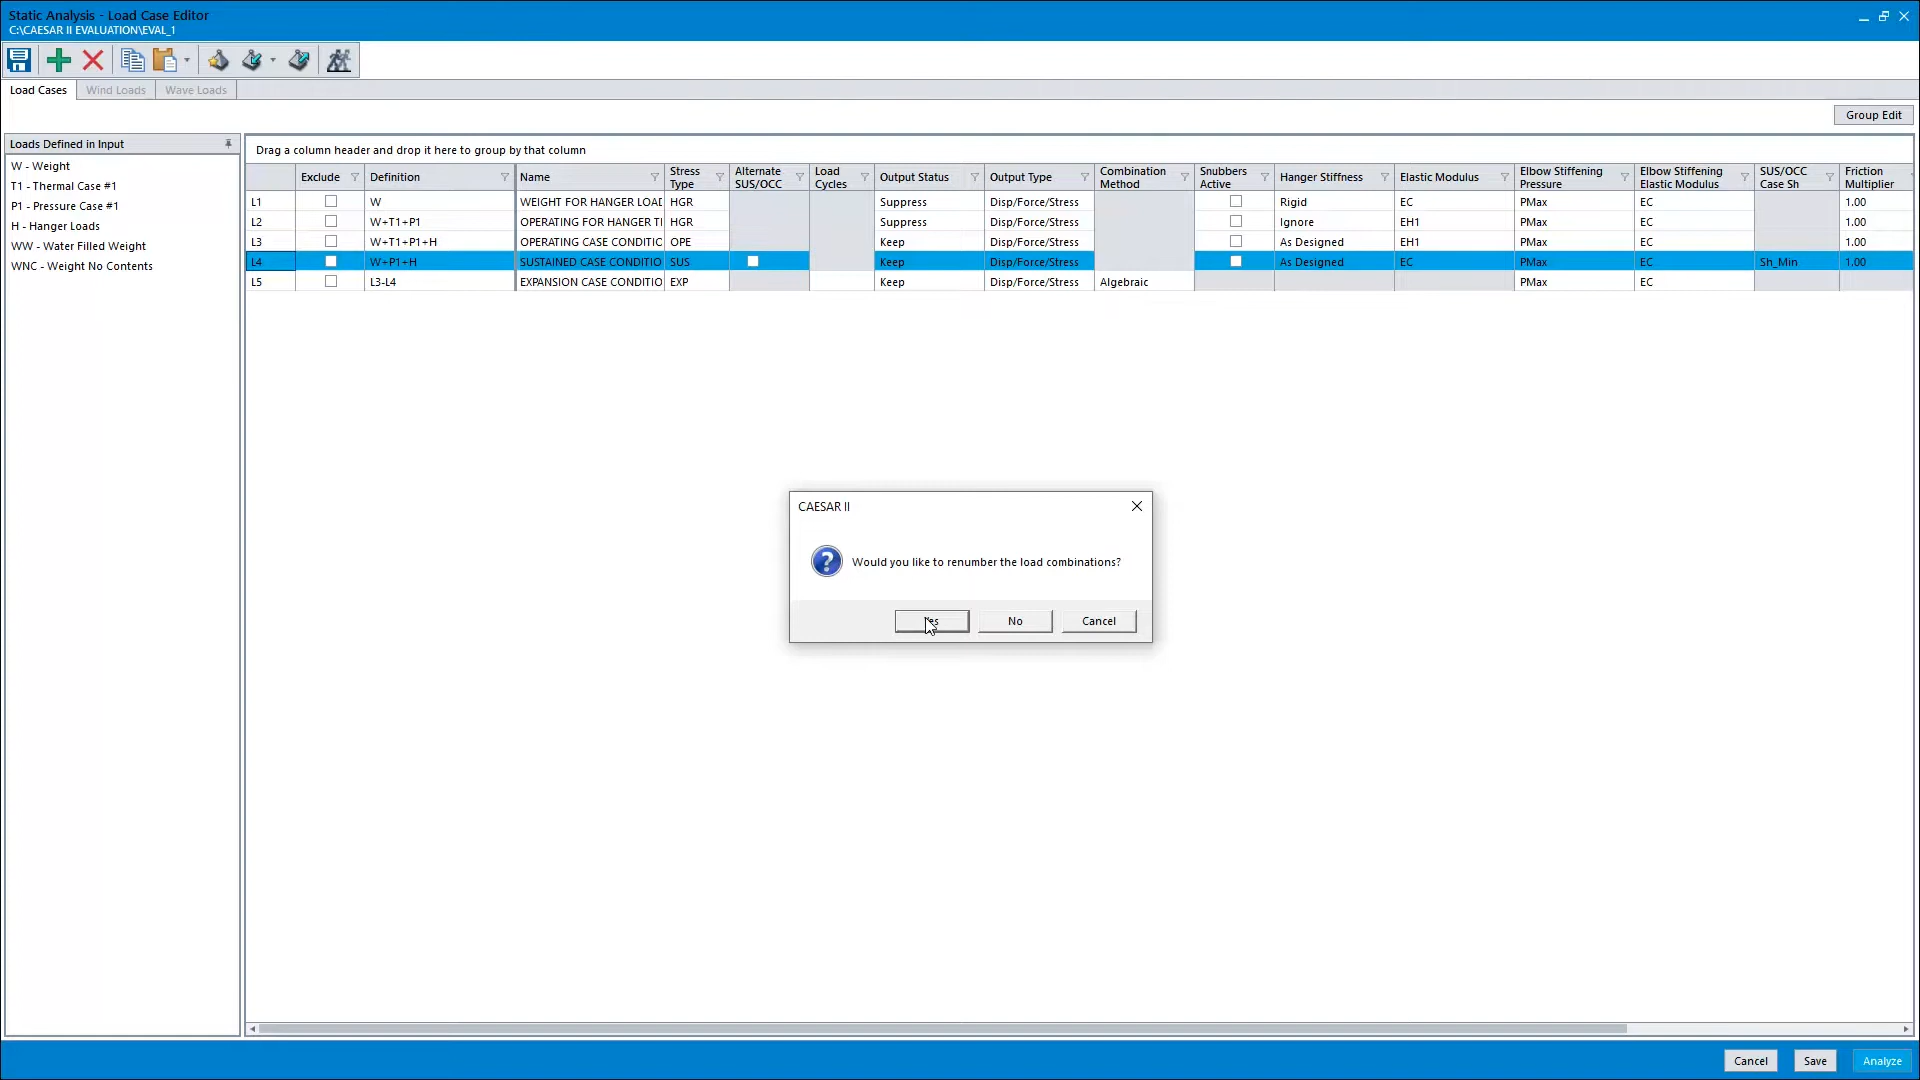 Static Analysis - Load Case Editor
C:\CAESAR II EVALUATION\EVAL_1
Load Cases Wind Loads Wave Loads
Group Edit
Loads Defined in Input
W - Weight
T1 - Thermal Case #1
P1 - Pressure Case #1
H - Hanger Loads
WW - Water Filled Weight
WNC - Weight No Contents
Drag a column header and drop it here to group by that column
Exclude Definition Name Stress Type Alternate SUS/OCC Load Cycles Output Status Output Type Combination Method Snubbers Active Hanger Stiffness Elastic Modulus Elbow Stiffening Pressure Elbow Stiffening Elastic Modulus SUS/OCC Case Sh Friction Multiplier
L1 W WEIGHT FOR HANGER LOAD HGR Suppress Disp/Force/Stress Rigid EC PMax EC 1.00
L2 W+T1+P1 OPERATING FOR HANGER HGR Suppress Disp/Force/Stress Ignore EH1 PMax EC 1.00
L3 W+T1+P1+H OPERATING CASE CONDITIC OPE Keep Disp/Force/Stress As Designed EH1 PMax EC 1.00
L4 W+P1+H SUSTAINED CASE CONDITIO SUS Keep Disp/Force/Stress As Designed EC PMax EC Sh_Min 1.00
L5 L3-L4 EXPANSION CASE CONDITIO EXP Keep Disp/Force/Stress Algebraic PMax EC
CAESAR II
Would you like to renumber the load combinations?
No Cancel
Cancel Save Analyze